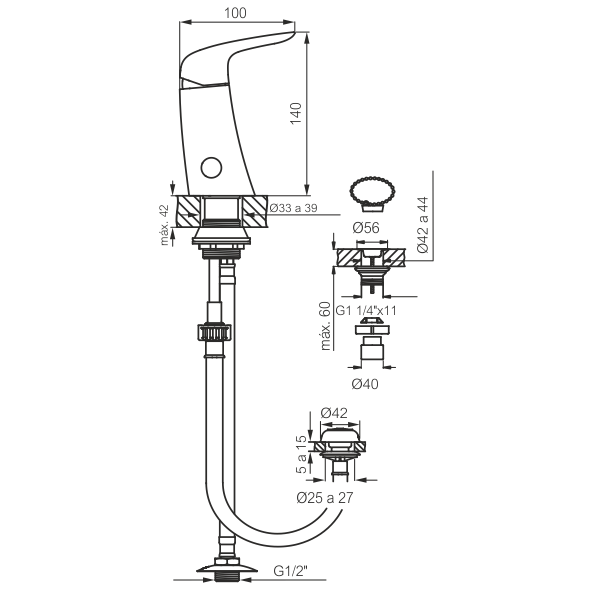 100
140
máx. 42
Ø33 a 39
Ø56
Ø42 a 44
G1 1/4"x11
máx. 60
Ø40
Ø42
5 a 15
Ø25 a 27
G1/2"